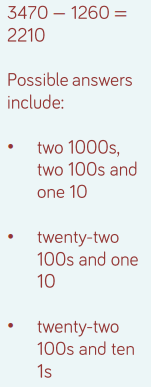 3470 – 1260 =
2210
Possible answers
include:
• two 1000s,
two 100s and
one 10
• twenty-two
100s and one
10
• twenty-two
100s and ten
1s